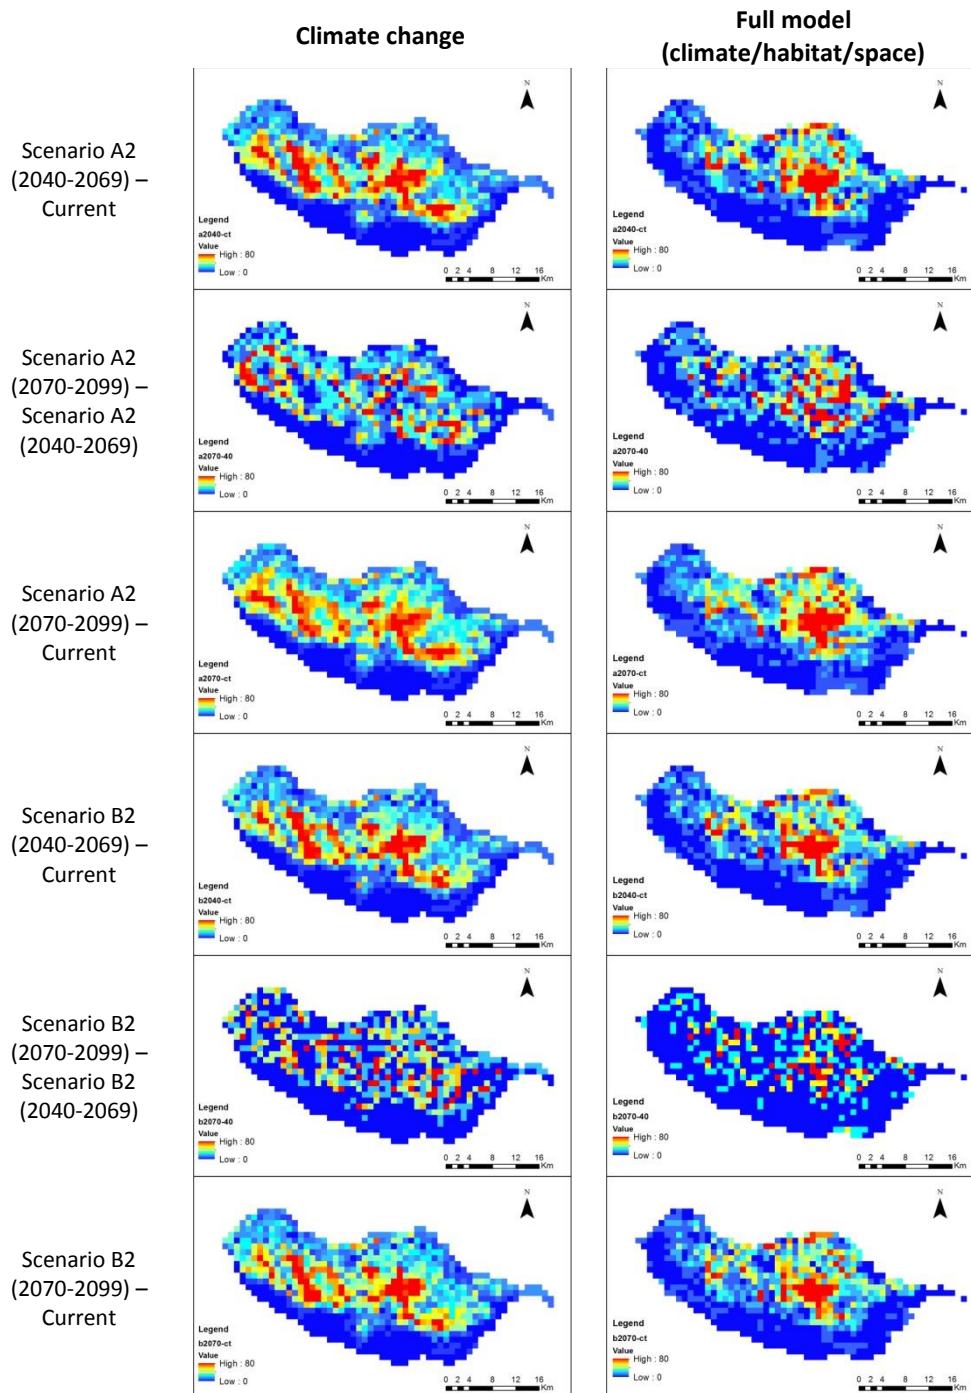 Climate change
Full model
(climate/habitat/space)
Scenario A2
(2040-2069) –
Current
N
Legend
a2040-ct
Value
High : 80
Low : 0
0 2 4 8 12 16
Km
N
Legend
a2040-ct
Value
High : 80
Low : 0
0 2 4 8 12 16
Km
Scenario A2
(2070-2099) –
Scenario A2
(2040-2069)
N
Legend
a2070-40
Value
High : 80
Low : 0
0 2 4 8 12 16
Km
N
Legend
a2070-40
Value
High : 80
Low : 0
0 2 4 8 12 16
Km
Scenario A2
(2070-2099) –
Current
N
Legend
a2070-ct
Value
High : 80
Low : 0
0 2 4 8 12 16
Km
N
Legend
a2070-ct
Value
High : 80
Low : 0
0 2 4 8 12 16
Km
Scenario B2
(2040-2069) –
Current
N
Legend
b2040-ct
Value
High : 80
Low : 0
0 2 4 8 12 16
Km
N
Legend
b2040-ct
Value
High : 80
Low : 0
0 2 4 8 12 16
Km
Scenario B2
(2070-2099) –
Scenario B2
(2040-2069)
N
Legend
b2070-40
Value
High : 80
Low : 0
0 2 4 8 12 16
Km
N
Legend
b2070-40
Value
High : 80
Low : 0
0 2 4 8 12 16
Km
Scenario B2
(2070-2099) –
Current
N
Legend
b2070-ct
Value
High : 80
Low : 0
0 2 4 8 12 16
Km
N
Legend
b2070-ct
Value
High : 80
Low : 0
0 2 4 8 12 16
Km